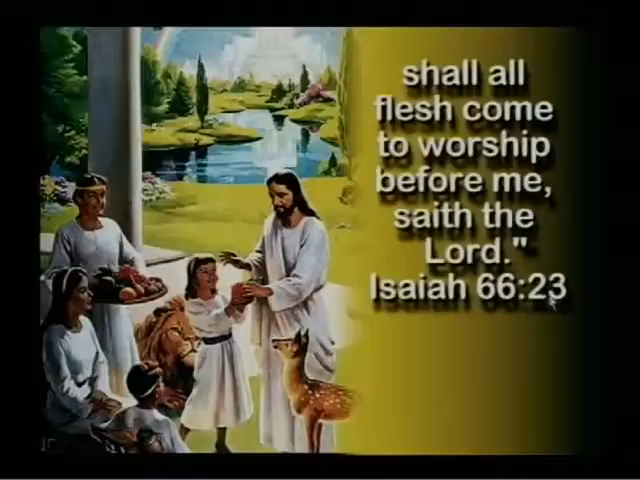 shall all
flesh come
to worship
before me,
saith the
Lord."
Isaiah 66:23